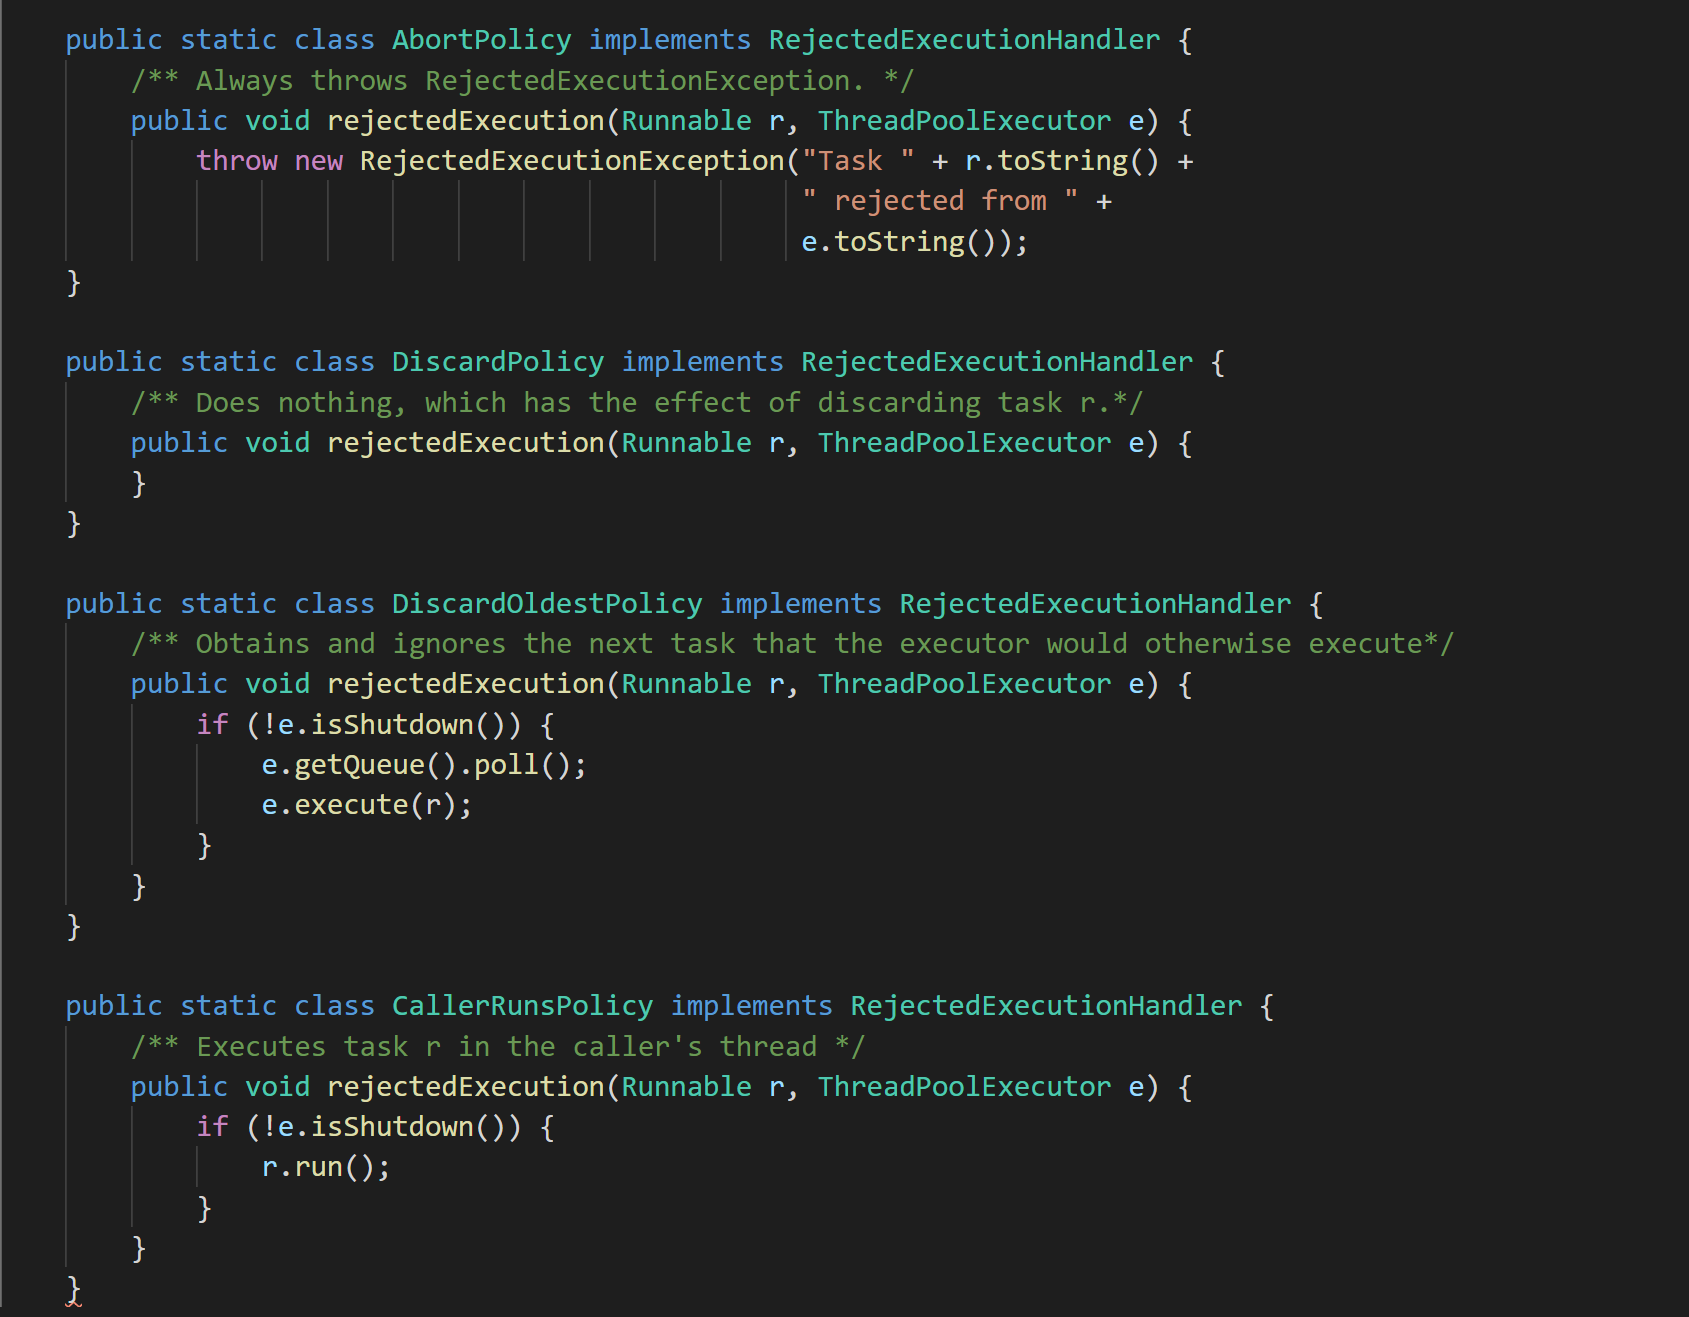 public static class AbortPolicy implements RejectedExecutionHandler {
    /** Always throws RejectedExecutionException. */
    public void rejectedExecution(Runnable r, ThreadPoolExecutor e) {
        throw new RejectedExecutionException("Task " + r.toString() +
                                             " rejected from " +
                                             e.toString());
}

public static class DiscardPolicy implements RejectedExecutionHandler {
    /** Does nothing, which has the effect of discarding task r.*/
    public void rejectedExecution(Runnable r, ThreadPoolExecutor e) {
    }
}

public static class DiscardOldestPolicy implements RejectedExecutionHandler {
    /** Obtains and ignores the next task that the executor would otherwise execute*/
    public void rejectedExecution(Runnable r, ThreadPoolExecutor e) {
        if (!e.isShutdown()) {
            e.getQueue().poll();
            e.execute(r);
        }
    }
}

public static class CallerRunsPolicy implements RejectedExecutionHandler {
    /** Executes task r in the caller's thread */
    public void rejectedExecution(Runnable r, ThreadPoolExecutor e) {
        if (!e.isShutdown()) {
            r.run();
        }
    }
}